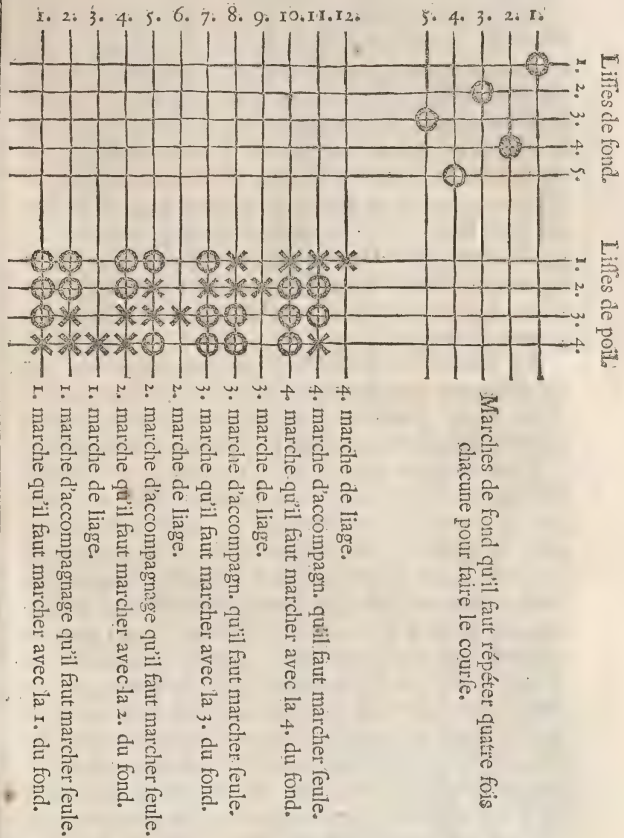 Liſſes de fond. Liſſes de poil.
1. 2. 3. 4. 5. 1. 2. 3. 4.
1.
2.
3. Marches de fond qu'il faut répéter quatre fois
4. chacune pour faire le courſe.
5.
12. 4. marche de liage.
11. 4. marche d'accompagn. qu'il faut marcher ſeule.
10. 4. marche qu'il faut marcher avec la 4. du fond.
9. 3. marche de liage.
8. 3. marche d'accompagn. qu'il faut marcher ſeule.
7. 3. marche qu'il faut marcher avec la 3. du fond.
6. 2. marche de liage.
5. 2. marche d'accompagnage qu'il faut marcher ſeule.
4. 2. marche qu'il faut marcher avec la 2. du fond.
3. 1. marche de liage.
2. 1. marche d'accompagnage qu'il faut marcher ſeule.
1. 1. marche qu'il faut marcher avec la 1. du fond.